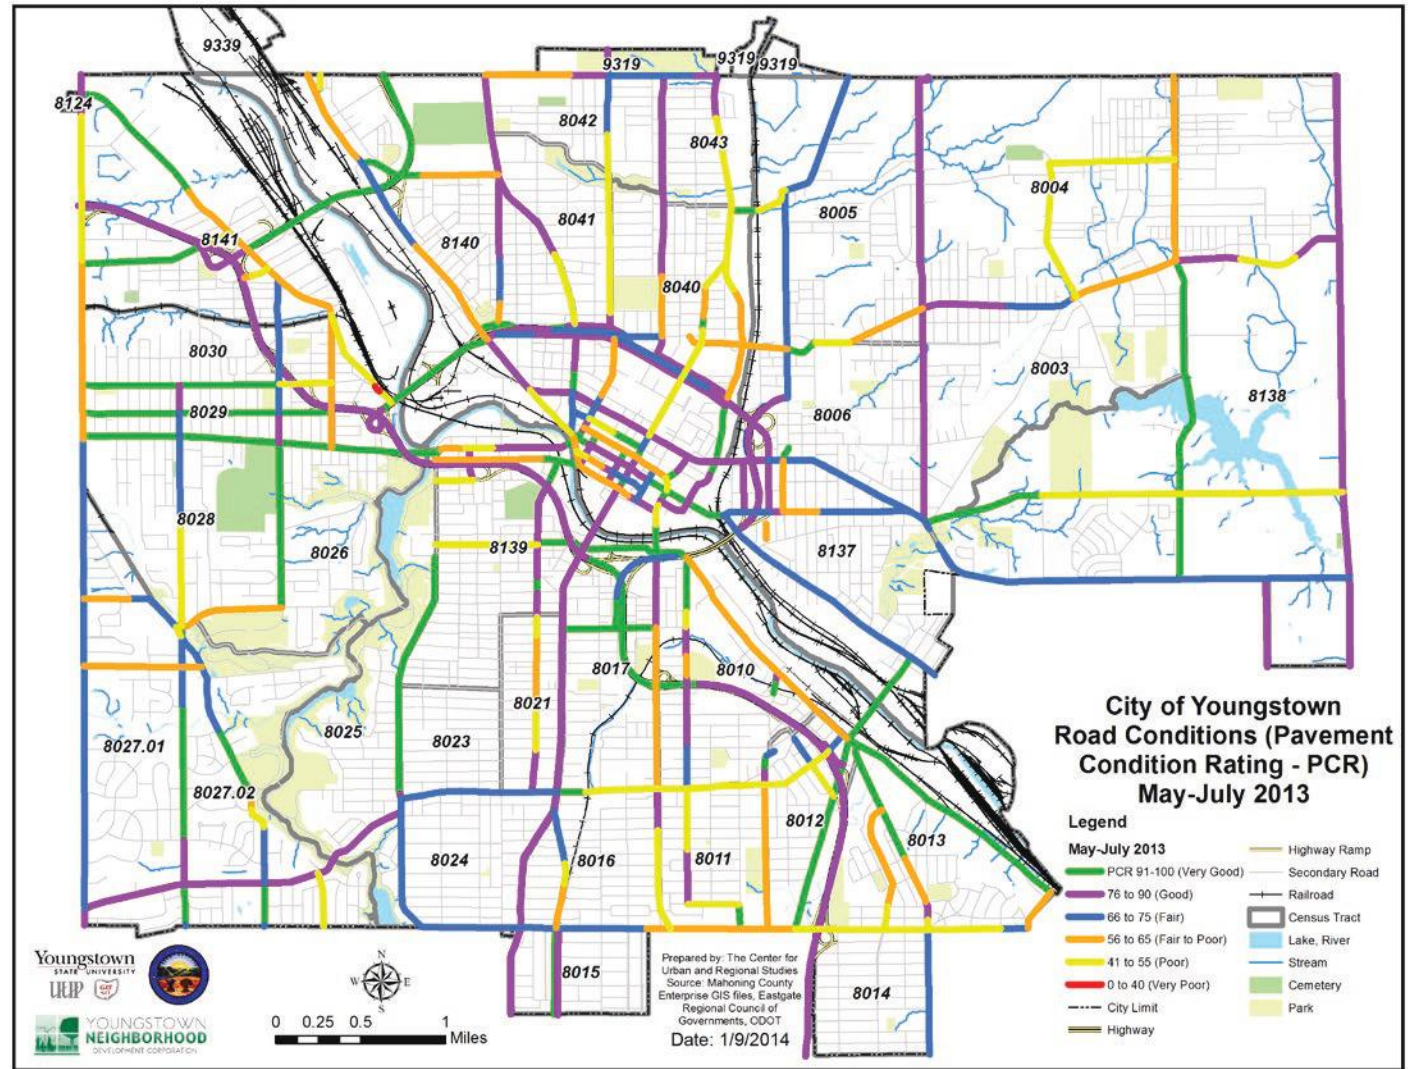 9339
9319
9319
9319
8124
8042
8043
8004
8041
8005
8141
8140
8040
8030
8003
8138
8029
8006
8028
8026
8139
8137
8017
8010
8021
8027.01
8025
8023
8027.02
8012
8013
8024
8016
8011
8015
8014
City of Youngstown
Road Conditions (Pavement
Condition Rating - PCR)
May-July 2013
Legend
May-July 2013
PCR 91-100 (Very Good)
76 to 90 (Good)
66 to 75 (Fair)
56 to 65 (Fair to Poor)
41 to 55 (Poor)
0 to 40 (Very Poor)
City Limit
Highway
Highway Ramp
Secondary Road
Railroad
Census Tract
Lake, River
Stream
Cemetery
Park
Youngstown
STATE UNIVERSITY
YOUNGSTOWN
NEIGHBORHOOD
DEVELOPMENT CORPORATION
N
W E
S
0 0.25 0.5 1
Miles
Prepared by: The Center for
Urban and Regional Studies
Source: Mahoning County
Enterprise GIS files, Eastgate
Regional Council of
Governments, ODOT
Date: 1/9/2014